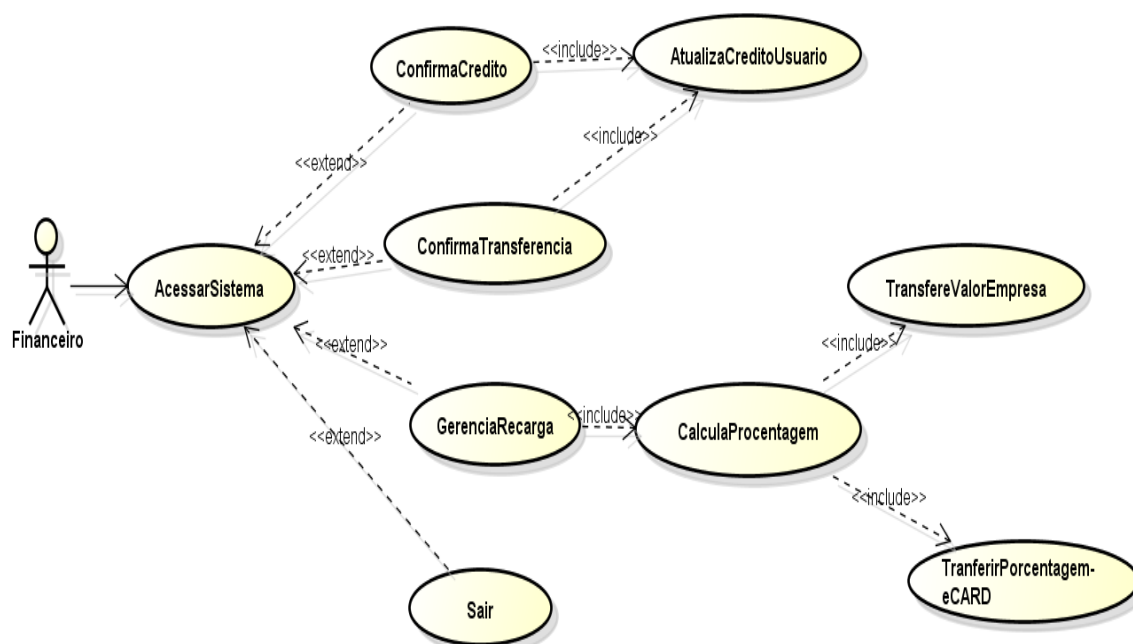 <<include>>
ConfirmaCredito
AtualizaCreditoUsuario
<<include>>
<<extend>>
ConfirmaTransferencia
<<extend>>
AcessarSistema
TransfereValorEmpresa
Financeiro
<<extend>>
<<include>>
GerenciaRecarga
<<include>>
CalculaProcentagem
<<extend>>
<<include>>
TranferirPorcentagem-
eCARD
Sair